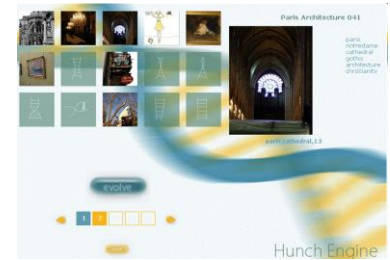 Paris Architecture 041
paris
notredame
cathedral
gothic
architecture
christianity
paris,cathedral,13
evolve
1 2
Hunch Engine